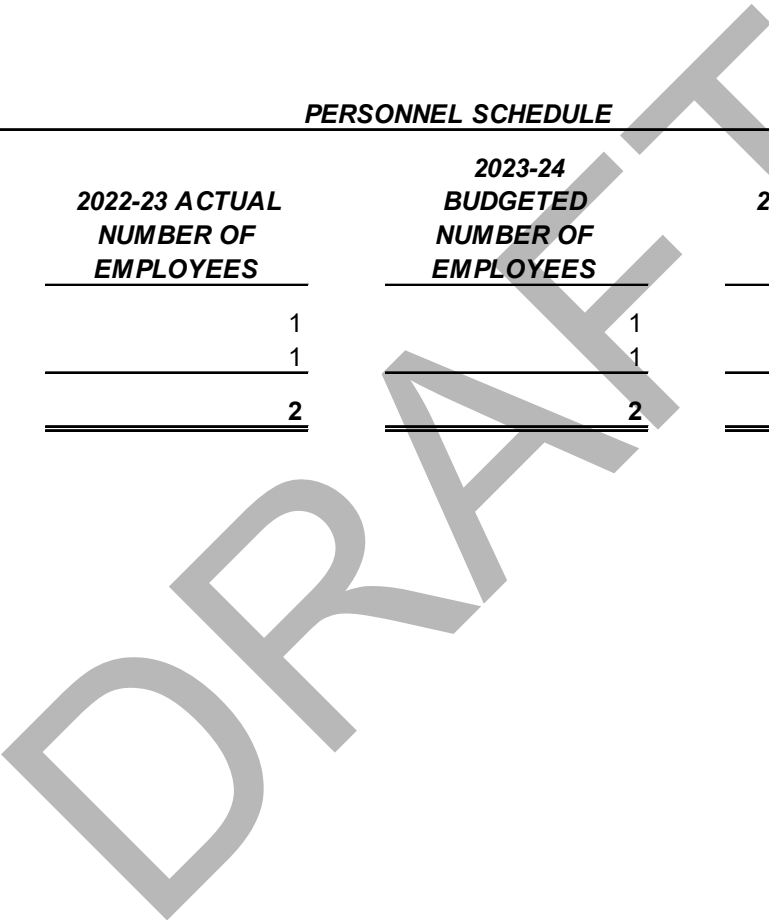 PERSONNEL SCHEDULE
2022-23 ACTUAL
NUMBER OF
EMPLOYEES
2023-24
BUDGETED
NUMBER OF
EMPLOYEES
2
1 1
1 1
2 2
DRAFT